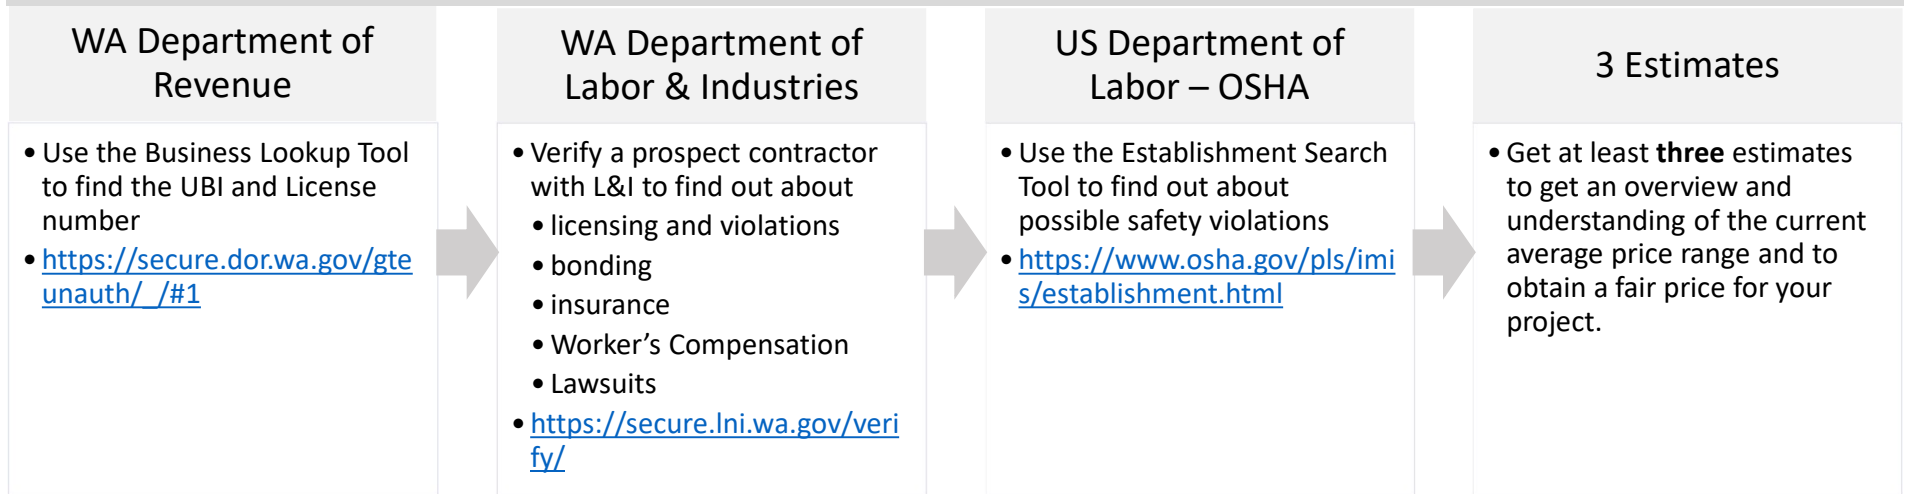 WA Department of
Revenue
• Use the Business Lookup Tool
to find the UBI and License
number
• https://secure.dor.wa.gov/gte
unauth/_/#1
WA Department of
Labor & Industries
• Verify a prospect contractor
with L&I to find out about
• licensing and violations
• bonding
• insurance
• Worker’s Compensation
• Lawsuits
• https://secure.lni.wa.gov/veri
fy/
US Department of
Labor – OSHA
• Use the Establishment Search
Tool to find out about
possible safety violations
• https://www.osha.gov/pls/imi
s/establishment.html
3 Estimates
• Get at least three estimates
to get an overview and
understanding of the current
average price range and to
obtain a fair price for your
project.